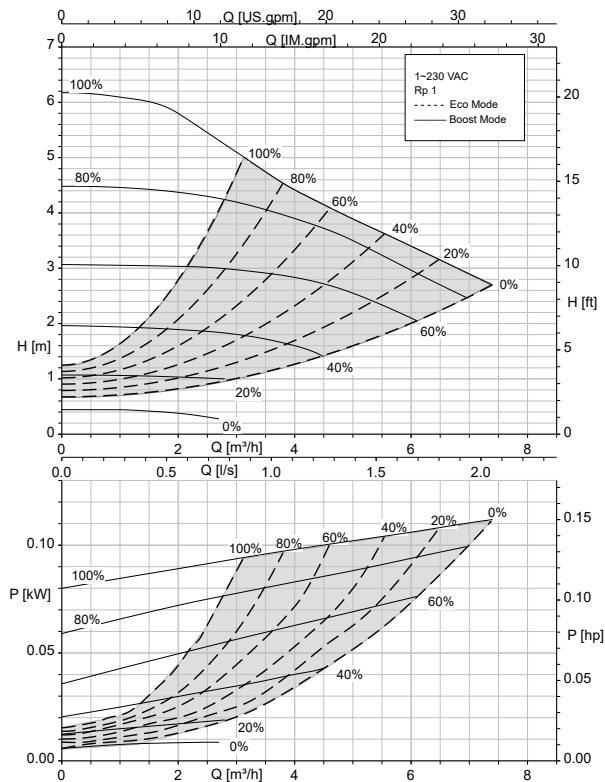 Q [US.gpm]
0 10 20 30
Q [IM.gpm]
0 10 20 30
7
6
5
4
3
2
1
0
H [m]
20
15
10
5
0
H [ft]
1~230 VAC
Rp 1
Eco Mode
Boost Mode
100%
80%
100%
80%
60%
40%
20%
0%
60%
40%
20%
0%
0 2 4 6 8
Q [m³/h]
0.0 0.5 1.0 1.5 2.0
Q [l/s]
0.10
0.05
0.00
P [kW]
0.15
0.10
0.05
0.00
P [hp]
100%
80%
100%
80%
60%
40%
20%
0%
60%
40%
20%
0%
0 2 4 6 8
Q [m³/h]